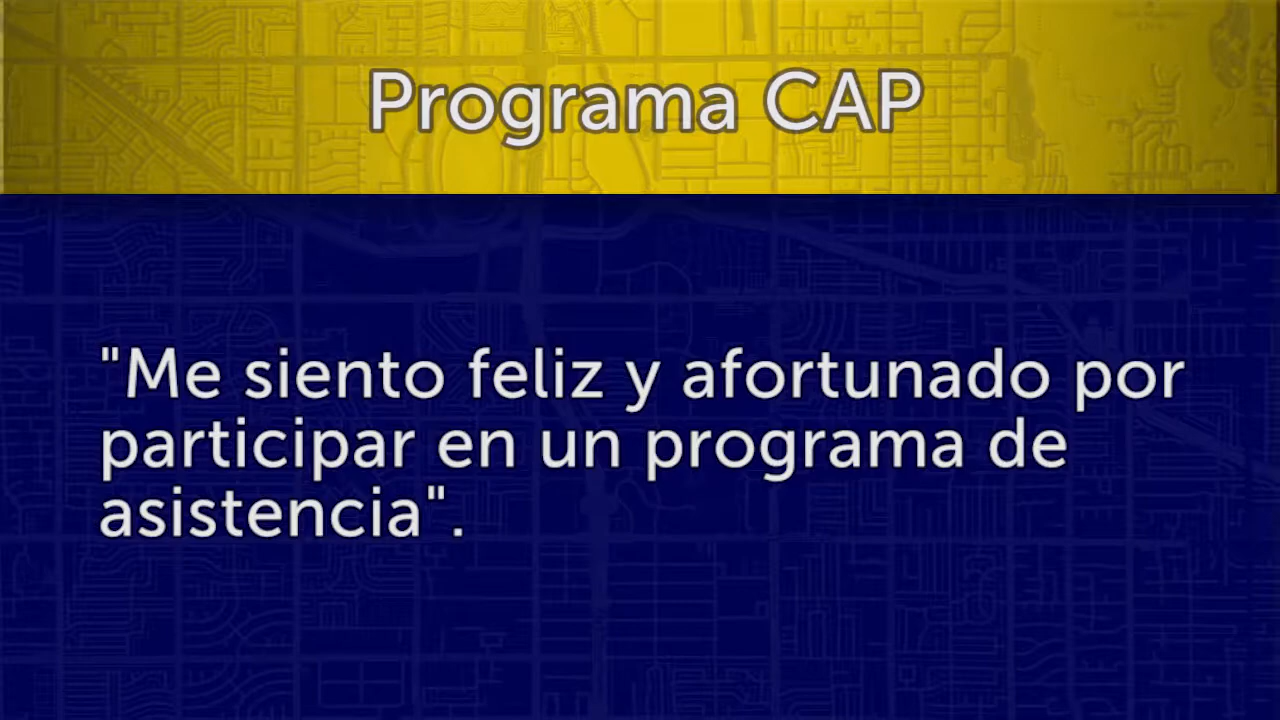 Programa CAP
"Me siento feliz y afortunado por
participar en un programa de
asistencia".